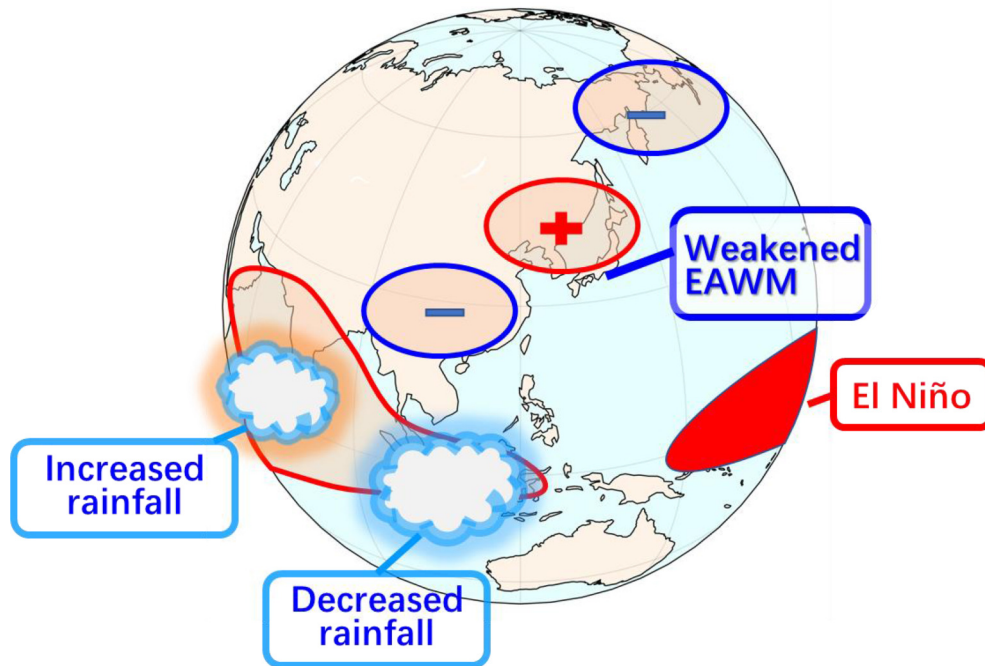 Weakened
EAWM
El Niño
Increased
rainfall
Decreased
rainfall